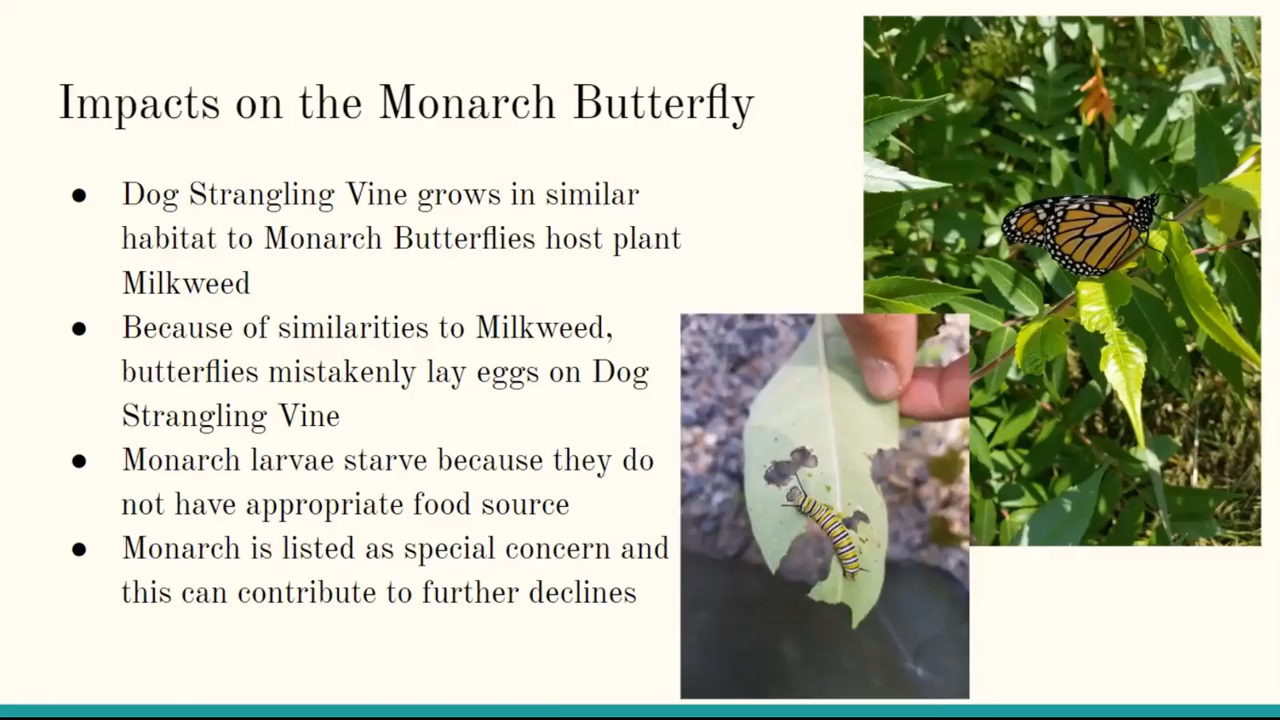 Impacts on the Monarch Butterfly
● Dog Strangling Vine grows in similar
habitat to Monarch Butterflies host plant
Milkweed
● Because of similarities to Milkweed,
butterflies mistakenly lay eggs on Dog
Strangling Vine
● Monarch larvae starve because they do
not have appropriate food source
● Monarch is listed as special concern and
this can contribute to further declines